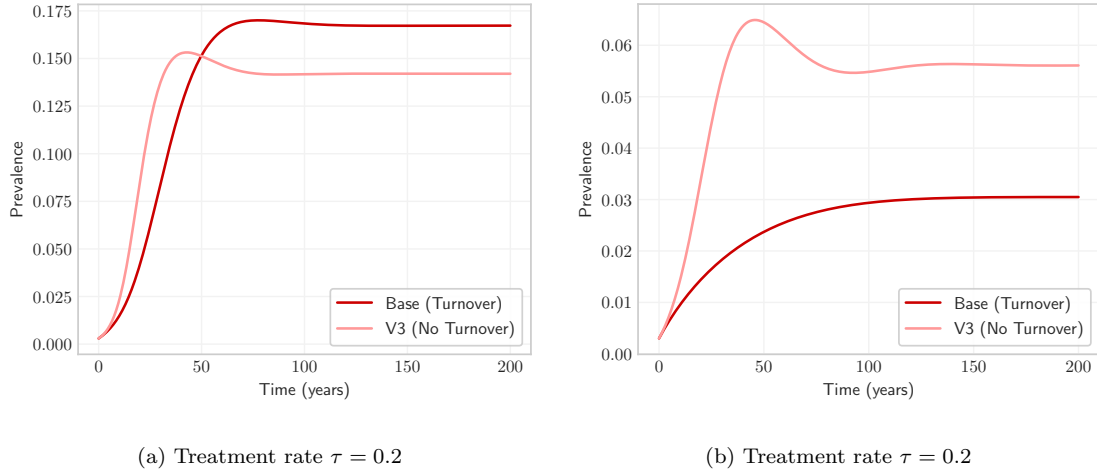 0.175
0.150
0.125
0.100
0.075
0.050
0.025
0.000
Prevalence
0 50 100 150 200
Time (years)
Base (Turnover)
V3 (No Turnover)
(a) Treatment rate τ = 0.2
0.06
0.05
0.04
0.03
0.02
0.01
0.00
Prevalence
0 50 100 150 200
Time (years)
Base (Turnover)
V3 (No Turnover)
(b) Treatment rate τ = 0.2